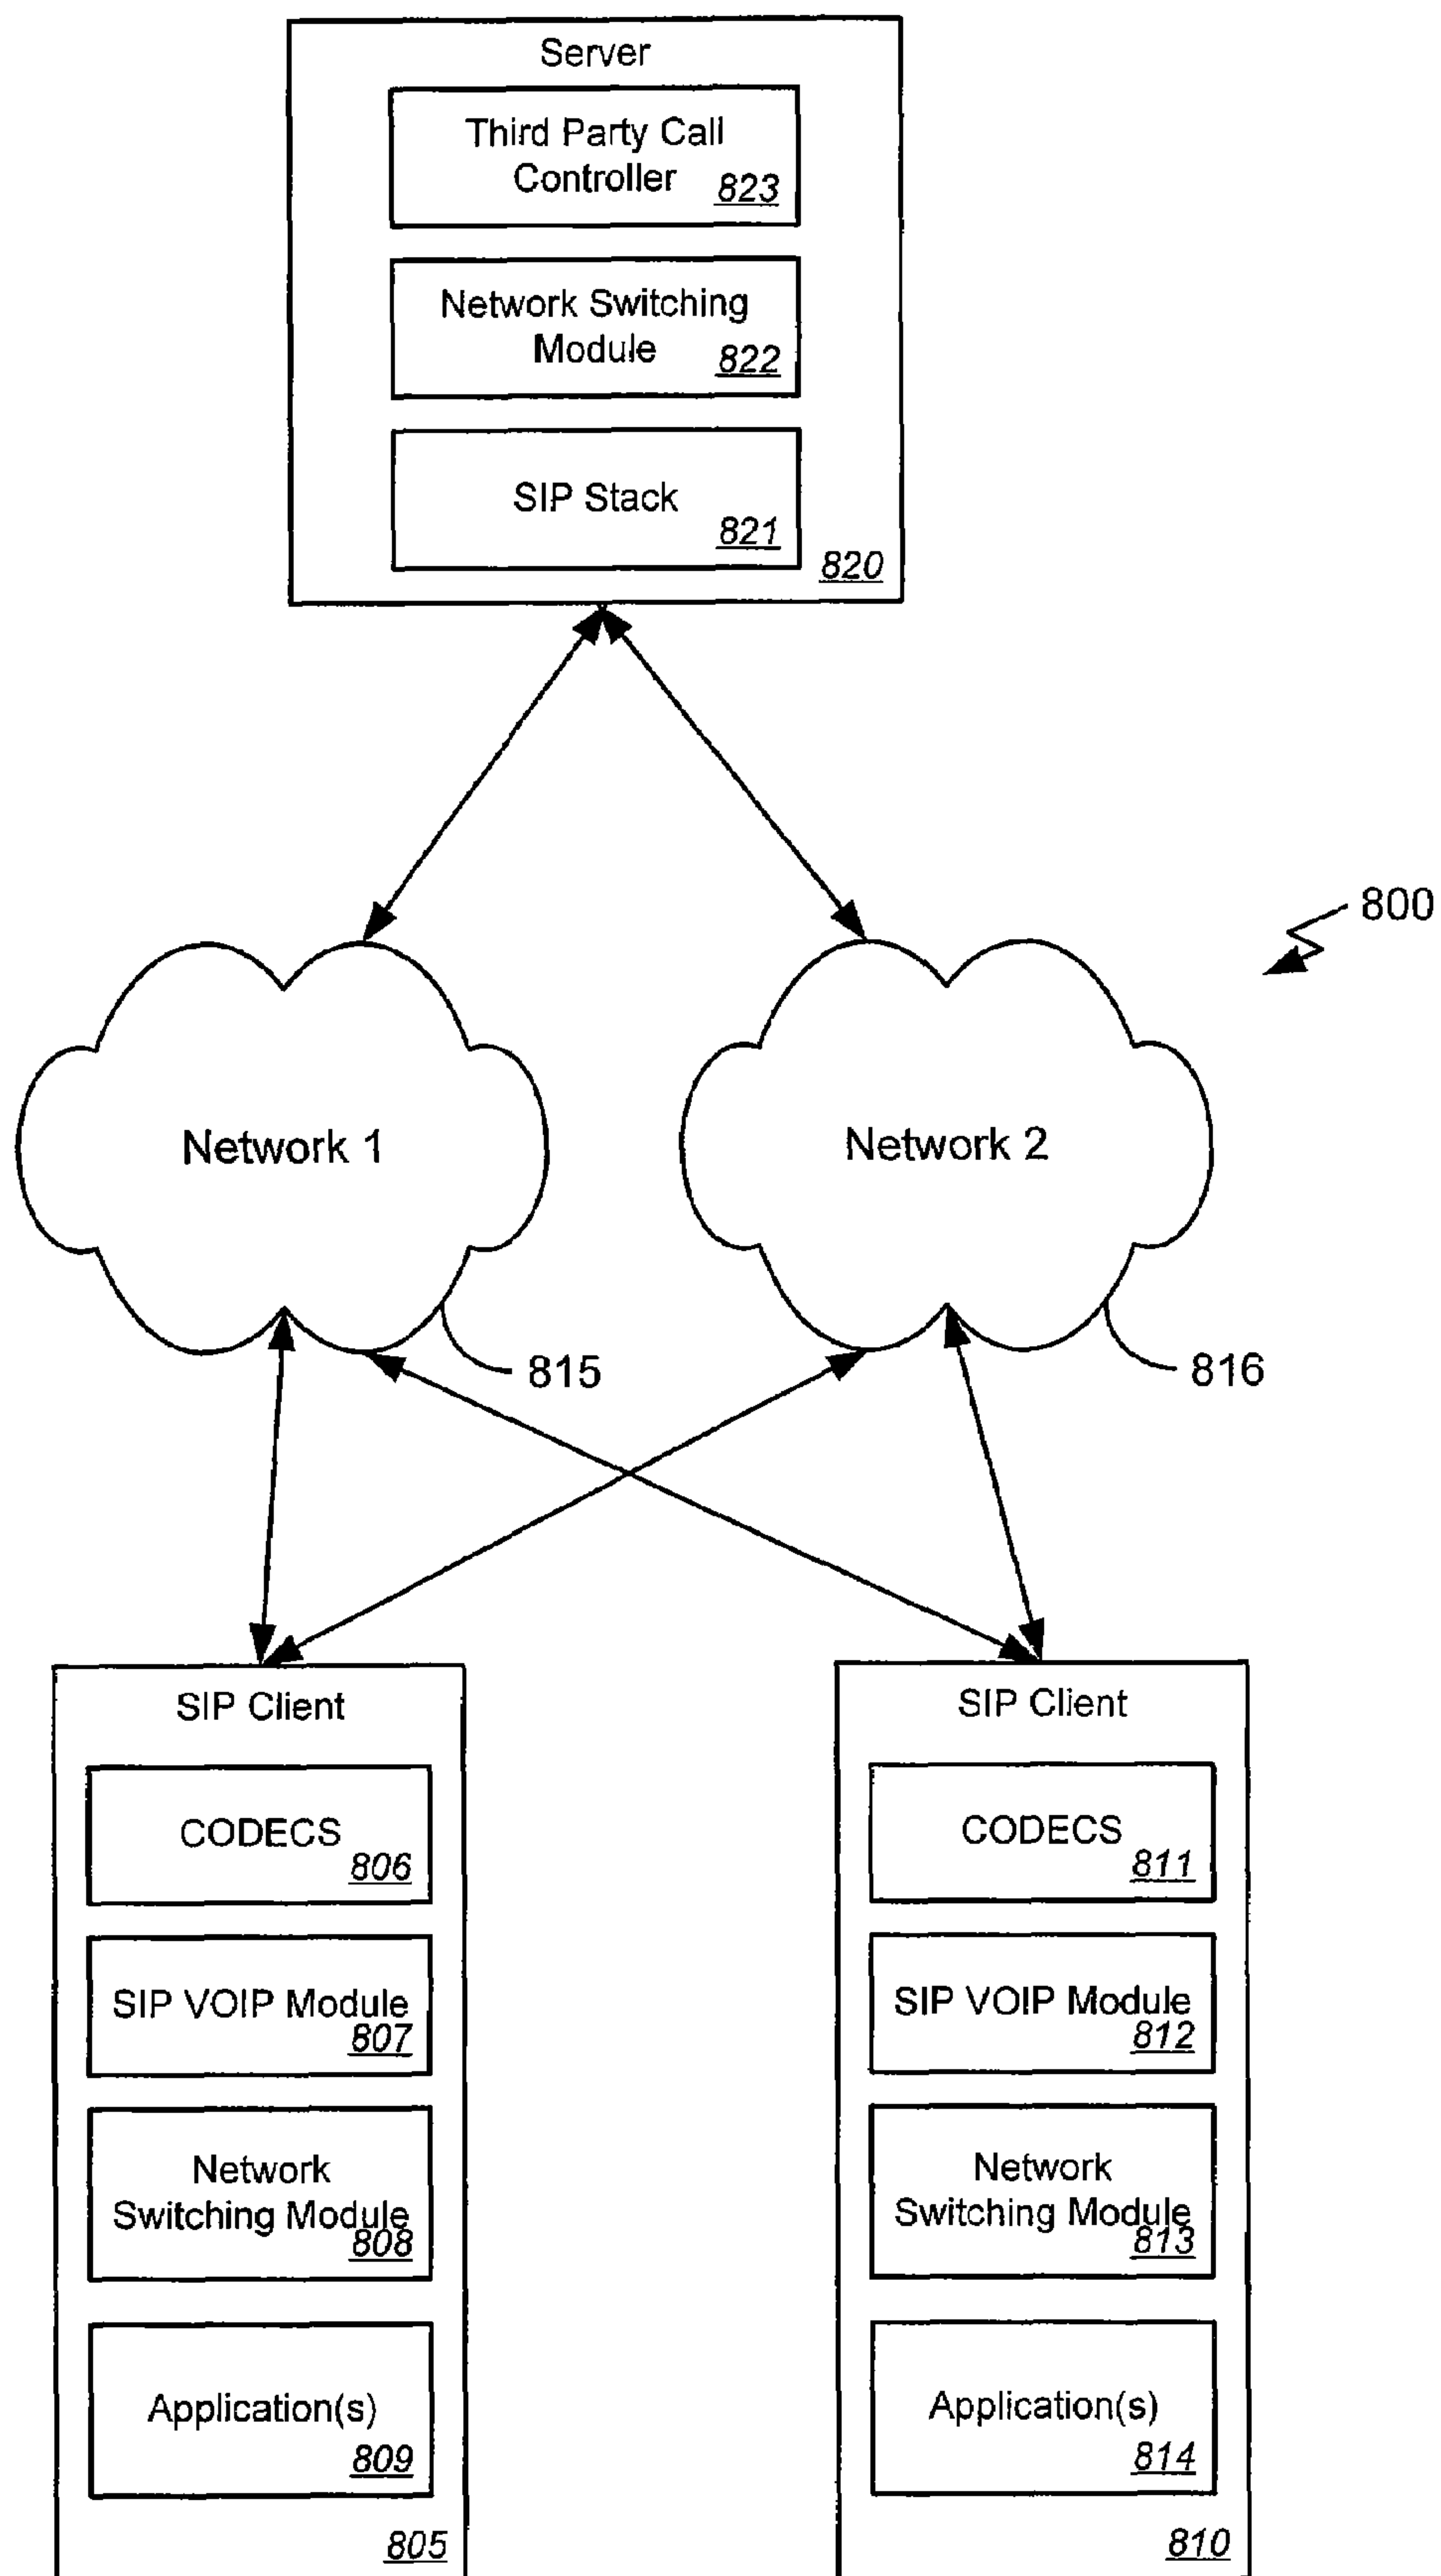 Server
Third Party Call
Controller 823
Network Switching
Module 822
SIP Stack
821
820
800
Network 1
Network 2
815
816
SIP Client
CODECS
806
SIP VOIP Module
807
Network
Switching Module
808
Application(s)
809
805
SIP Client
CODECS
811
SIP VOIP Module
812
Network
Switching Module
813
Application(s)
814
810